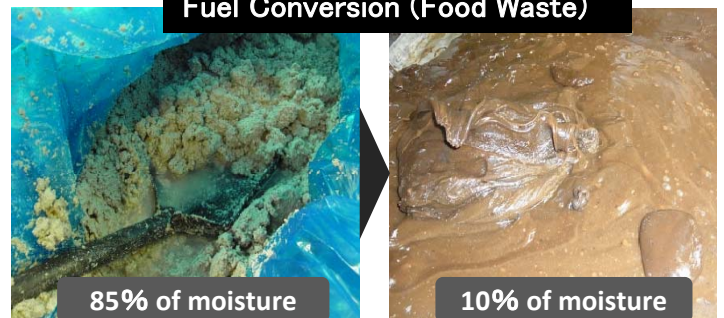 Fuel Conversion (Food Waste)
85% of moisture
10% of moisture